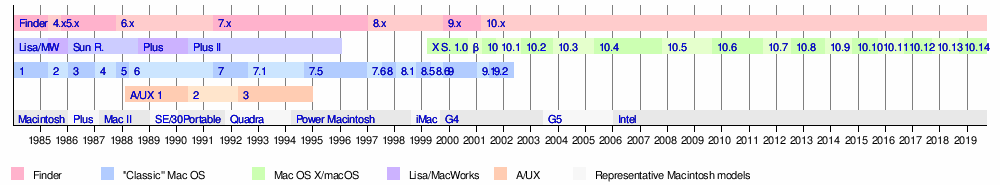 Finder 4.x5.x 6.x 7.x 8.x 9.x 10.x
Lisa/MW Sun R. Plus Plus II X S. 1.0 β 10 10.1 10.2 10.3 10.4 10.5 10.6 10.7 10.8 10.9 10.10 10.11 10.12 10.13 10.14
1 2 3 4 5 6 7 7.1 7.5 7.6 8 8.1 8.5 8.6 9 9.1 9.2
A/UX 1 2 3
Macintosh Plus Mac II SE/30 Portable Quadra Power Macintosh iMac G4 G5 Intel
1985 1986 1987 1988 1989 1990 1991 1992 1993 1994 1995 1996 1997 1998 1999 2000 2001 2002 2003 2004 2005 2006 2007 2008 2009 2010 2011 2012 2013 2014 2015 2016 2017 2018 2019
Finder "Classic" Mac OS Mac OS X/macOS Lisa/MacWorks A/UX Representative Macintosh models